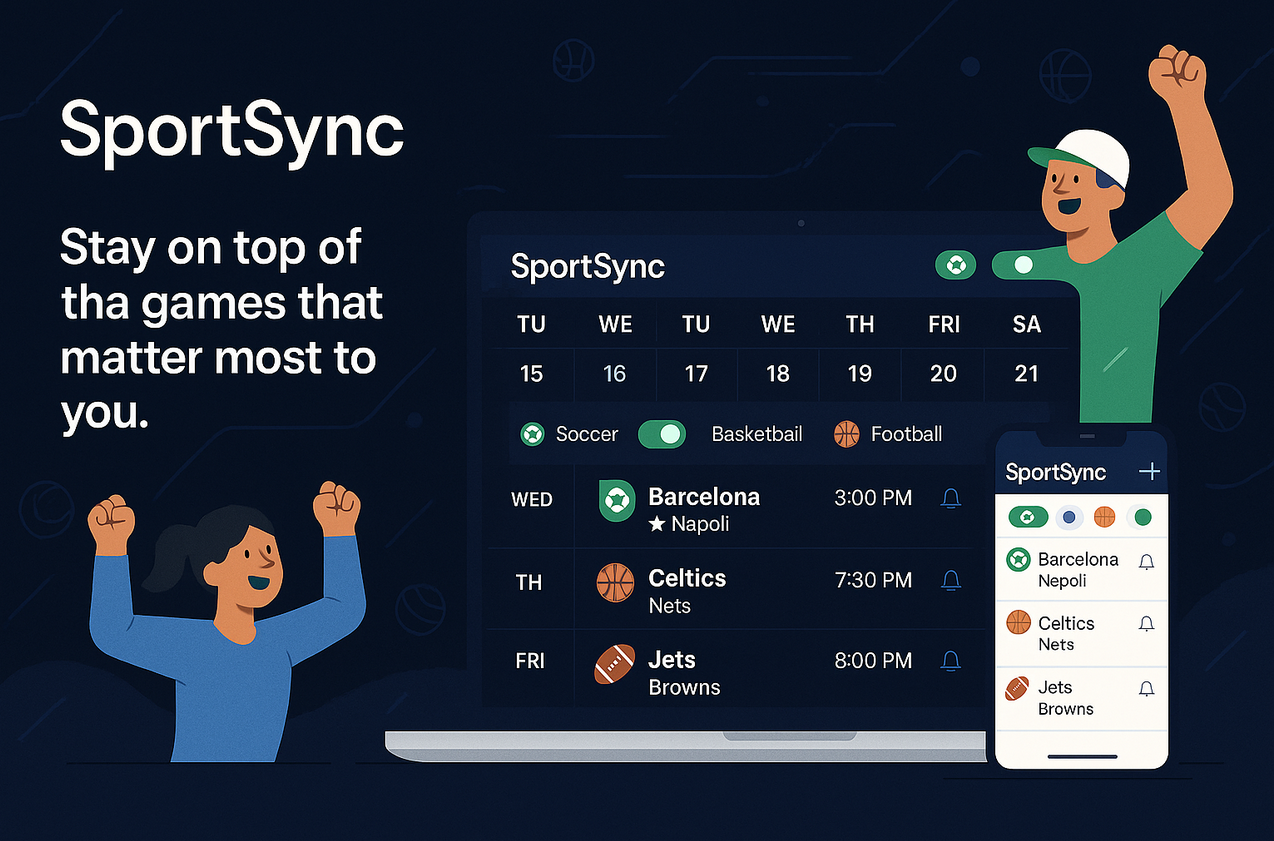 SportSync
Stay on top of
tha games that
matter most to
you.
SportSync
TU WE TU WE TH FRI SA
15 16 17 18 19 20 21
Soccer Basketbail Football
WED Barcelona 3:00 PM
★ Napoli
TH Celtics 7:30 PM
Nets
FRI Jets 8:00 PM
Browns
SportSync +
Barcelona
Nepoli
Celtics
Nets
Jets
Browns